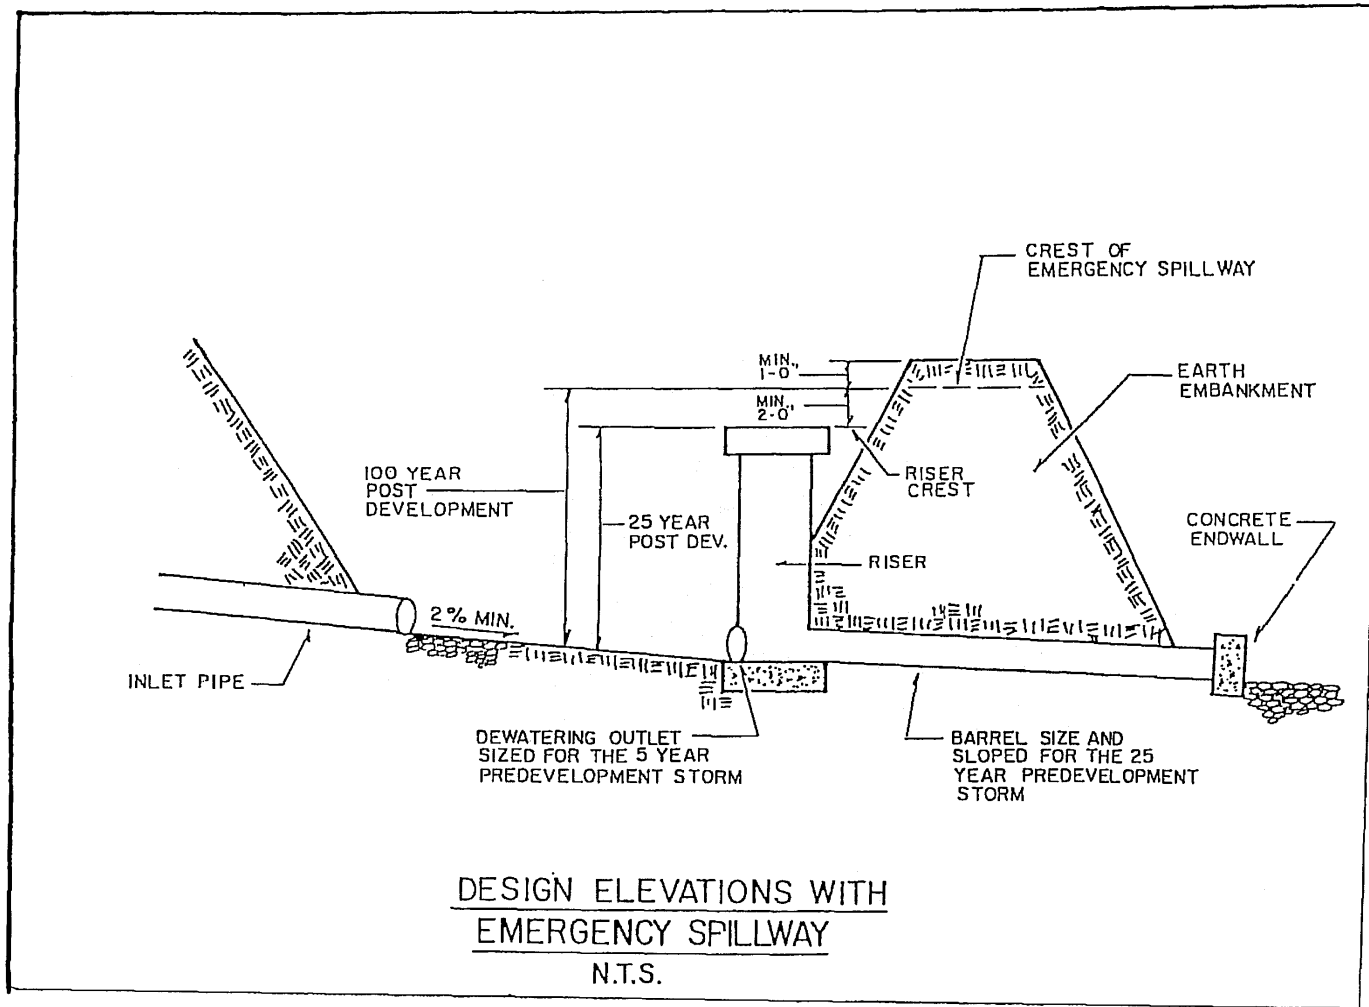 CREST OF
EMERGENCY SPILLWAY
MIN.
1-0"
EARTH
EMBANKMENT
MIN.
2-0"
100 YEAR
POST
DEVELOPMENT
RISER
CREST
25 YEAR
POST DEV.
CONCRETE
ENDWALL
RISER
2% MIN.
INLET PIPE
DEWATERING OUTLET
SIZED FOR THE 5 YEAR
PREDEVELOPMENT STORM
BARREL SIZE AND
SLOPED FOR THE 25
YEAR PREDEVELOPMENT
STORM
DESIGN ELEVATIONS WITH
EMERGENCY SPILLWAY
N.T.S.